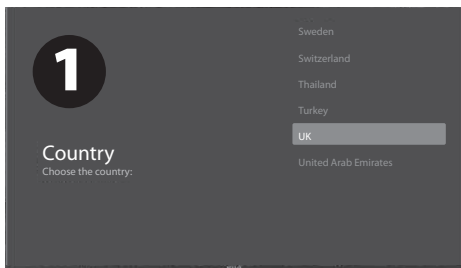 1
Country
Choose the country:
Sweden
Switzerland
Thailand
Turkey
UK
United Arab Emirates